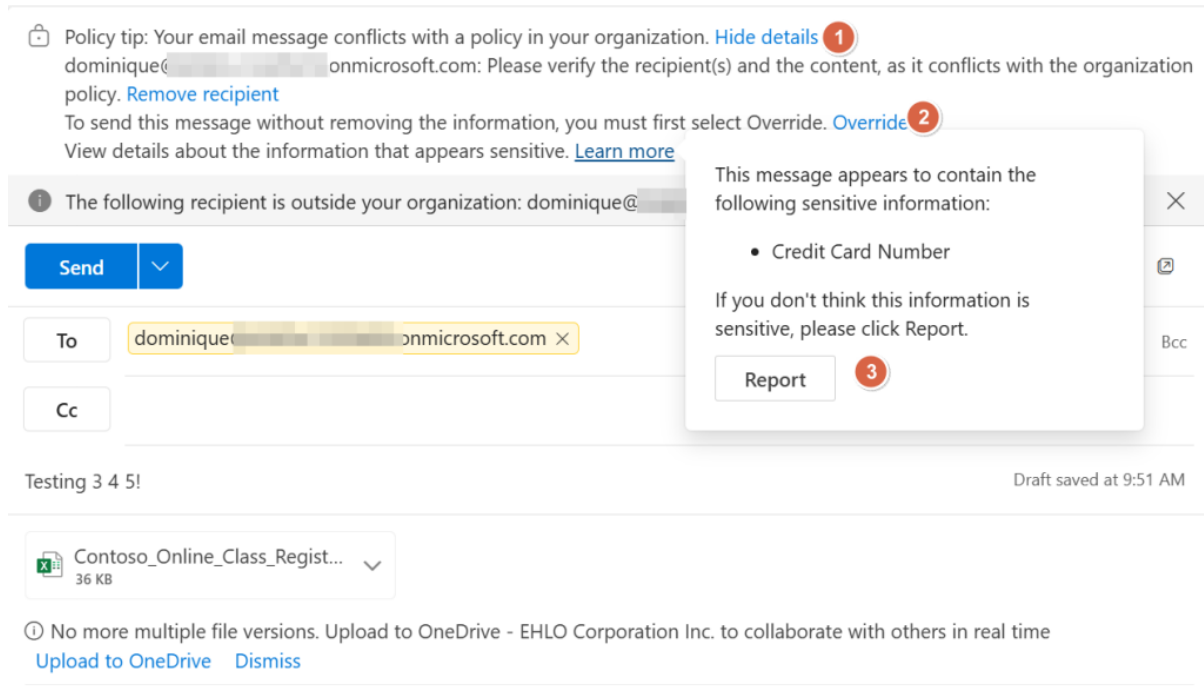 Policy tip: Your email message conflicts with a policy in your organization. Hide details 1
dominique@ onmicrosoft.com: Please verify the recipient(s) and the content, as it conflicts with the organization
policy. Remove recipient
To send this message without removing the information, you must first select Override. Override 2
View details about the information that appears sensitive. Learn more
This message appears to contain the
following sensitive information:
• Credit Card Number
If you don't think this information is
sensitive, please click Report.
Report 3
The following recipient is outside your organization: dominique@
Send
To dominique onmicrosoft.com
Bcc
Cc
Testing 3 4 5!
Draft saved at 9:51 AM
Contoso_Online_Class_Regist...
36 KB
No more multiple file versions. Upload to OneDrive - EHLO Corporation Inc. to collaborate with others in real time
Upload to OneDrive Dismiss